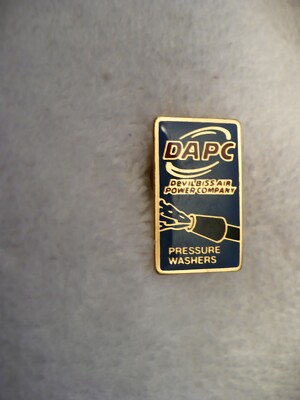 DAPC
DEVILBISS AIR
POWER COMPANY
PRESSURE
WASHERS